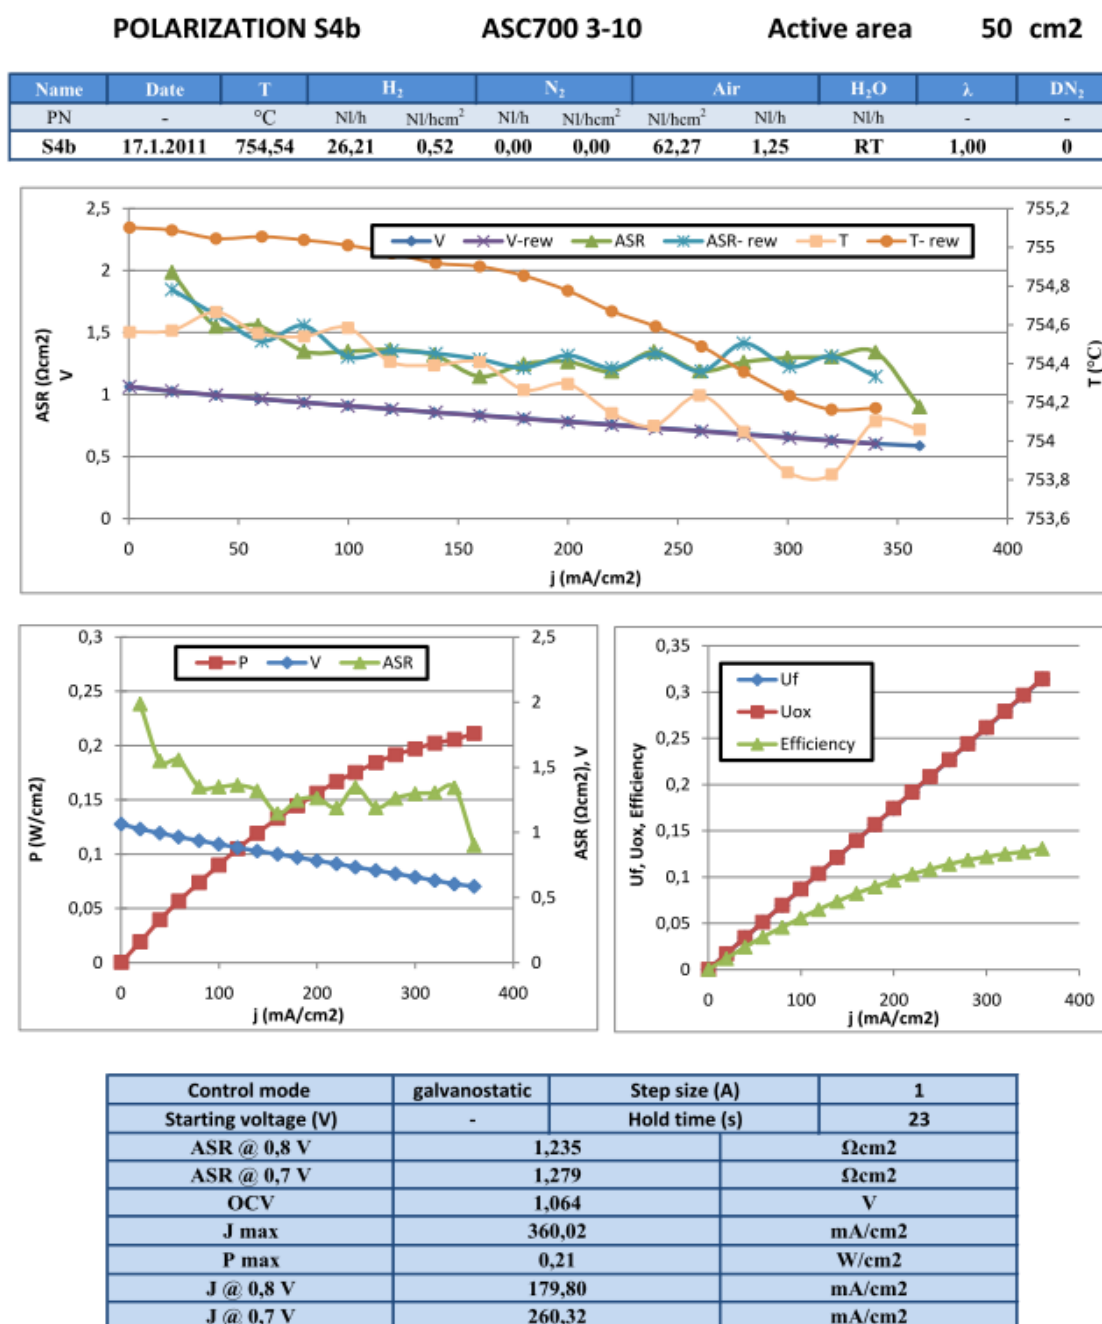 POLARIZATION S4b ASC700 3-10 Active area 50 cm2
Name Date T H₂ N₂ Air H₂O λ DN₂
PN - °C Nl/h Nl/hcm² Nl/h Nl/hcm² Nl/hcm² Nl/h Nl/h - -
S4b 17.1.2011 754,54 26,21 0,52 0,00 0,00 62,27 1,25 RT 1,00 0
V V-rew ASR ASR- rew T T- rew
2,5
2
1,5
1
0,5
0
ASR (Ωcm2)
V
755,2
755
754,8
754,6
754,4
754,2
754
753,8
753,6
T (°C)
0 50 100 150 200 250 300 350 400
j (mA/cm2)
P V ASR
0,3
0,25
0,2
0,15
0,1
0,05
0
P (W/cm2)
2,5
2
1,5
1
0,5
0
ASR (Ωcm2), V
0 100 200 300 400
j (mA/cm2)
Uf
Uox
Efficiency
0,35
0,3
0,25
0,2
0,15
0,1
0,05
0
Uf, Uox, Efficiency
0 100 200 300 400
j (mA/cm2)
Control mode galvanostatic Step size (A) 1
Starting voltage (V) - Hold time (s) 23
ASR @ 0,8 V 1,235 Ωcm2
ASR @ 0,7 V 1,279 Ωcm2
OCV 1,064 V
J max 360,02 mA/cm2
P max 0,21 W/cm2
J @ 0,8 V 179,80 mA/cm2
J @ 0,7 V 260,32 mA/cm2